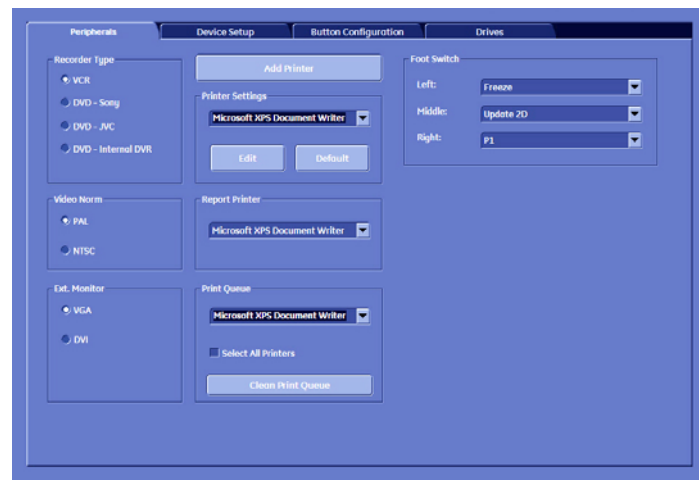 Peripherals
Device Setup
Button Configuration
Drives
Recorder Type
VCR
DVD - Sony
DVD - JVC
DVD - Internal DVR
Add Printer
Printer Settings
Microsoft XPS Document Writer
Edit
Default
Foot Switch
Left:
Freeze
Middle:
Update 2D
Right:
P1
Video Norm
PAL
NTSC
Report Printer
Microsoft XPS Document Writer
Ext. Monitor
VGA
DVI
Print Queue
Microsoft XPS Document Writer
Select All Printers
Clean Print Queue